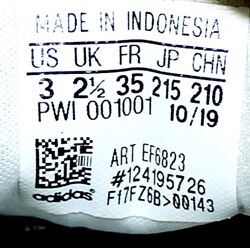 MADE IN INDONESIA
US UK FR JP CHN
3 2½ 35 215 210
PWI 001001 10/19
ART EF6823
#124195726
adidas F17FZ6B>00143